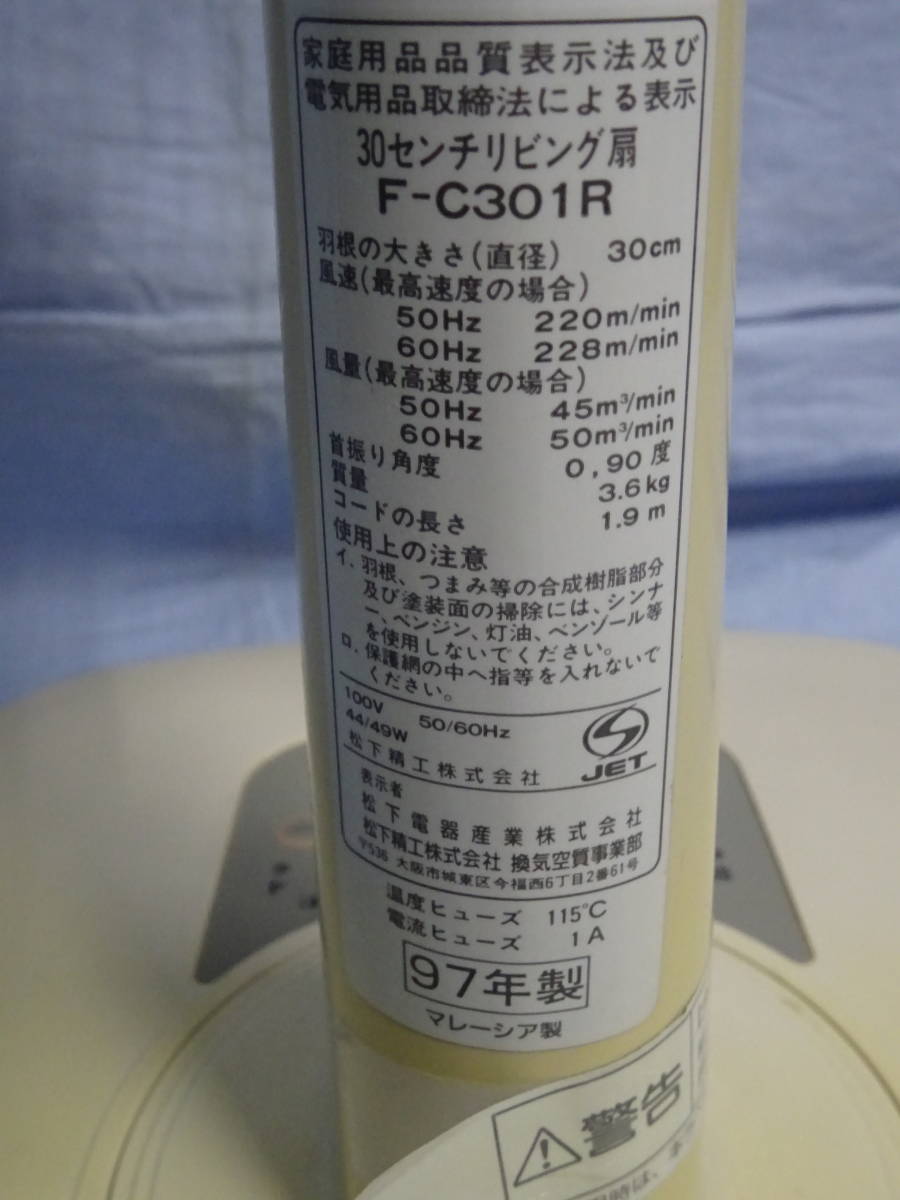 家庭用品品質表示法及び
電気用品取締法による表示
30センチリビング扇
F-C301R
羽根の大きさ(直径) 30cm
風速(最高速度の場合)
50Hz 220m/min
60Hz 228m/min
風量(最高速度の場合)
50Hz 45m³/min
60Hz 50m³/min
首振り角度 0,90度
質量 3.6kg
コードの長さ 1.9m
使用上の注意
イ.羽根、つまみ等の合成樹脂部分
及び塗装面の掃除には、シンナ
ー、ベンジン、灯油、ベンゾール等
を使用しないでください。
ロ.保護網の中へ指等を入れないで
ください。
100V 50/60Hz
44/49W
松下精工株式会社
JET
表示者
松下電器産業株式会社
松下精工株式会社 換気空質事業部
〒536 大阪市城東区今福西6丁目2番61号
温度ヒューズ 115℃
電流ヒューズ 1A
97年製
マレーシア製
警告